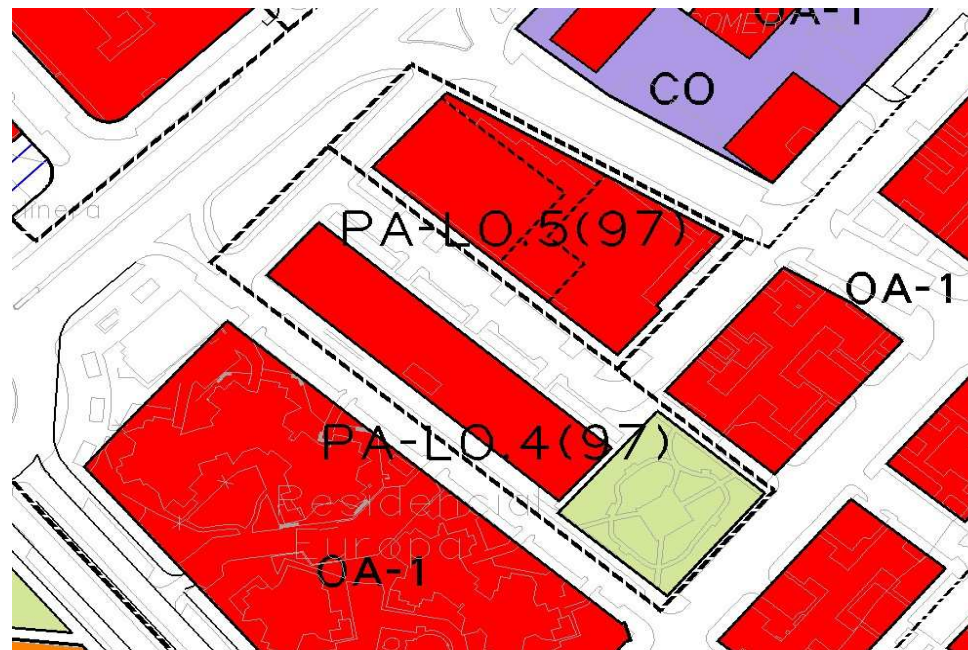 OA-1
CO
PA-LO.5(97)
OA-1
PA-LO.4(97)
Residencial
Europa
OA-1